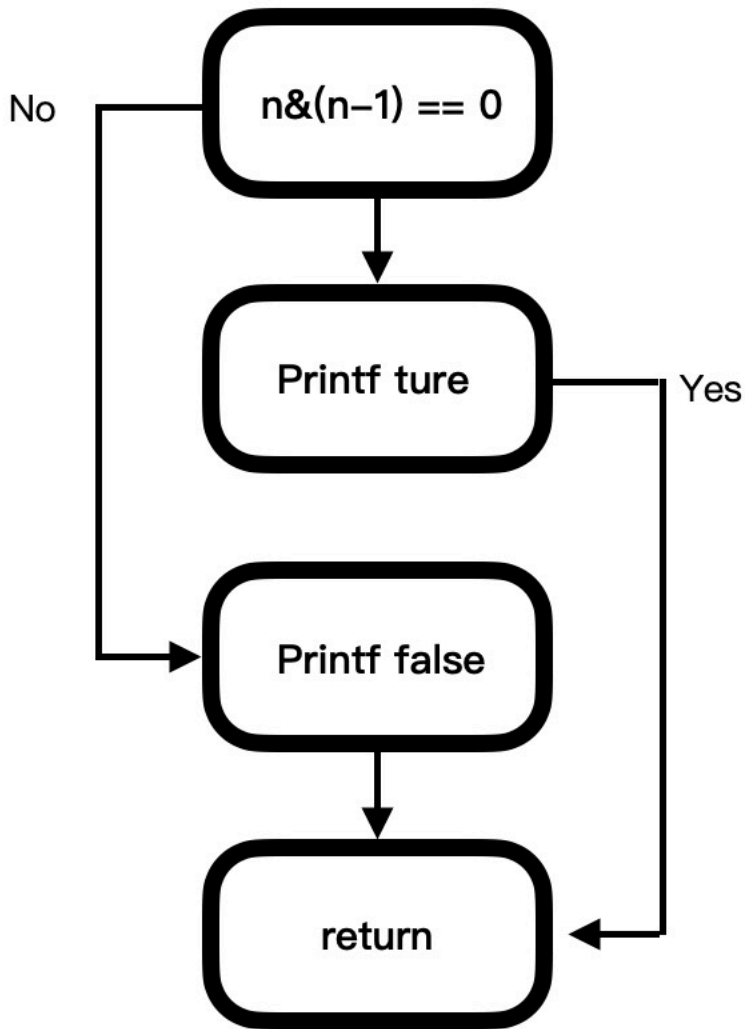 No
n&(n-1) == 0
Printf ture
Yes
Printf false
return